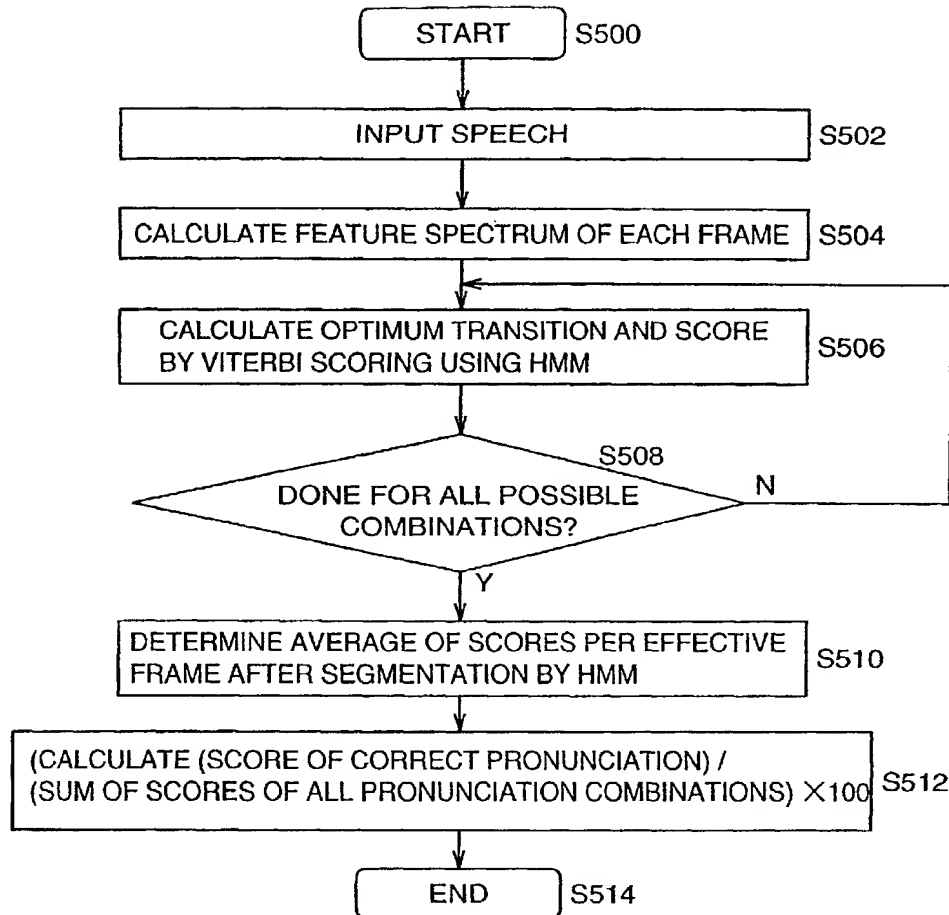 START S500
INPUT SPEECH S502
CALCULATE FEATURE SPECTRUM OF EACH FRAME S504
CALCULATE OPTIMUM TRANSITION AND SCORE
BY VITERBI SCORING USING HMM S506
S508
DONE FOR ALL POSSIBLE
COMBINATIONS?
N
Y
DETERMINE AVERAGE OF SCORES PER EFFECTIVE
FRAME AFTER SEGMENTATION BY HMM S510
(CALCULATE (SCORE OF CORRECT PRONUNCIATION) /
(SUM OF SCORES OF ALL PRONUNCIATION COMBINATIONS) ×100 S512
END S514